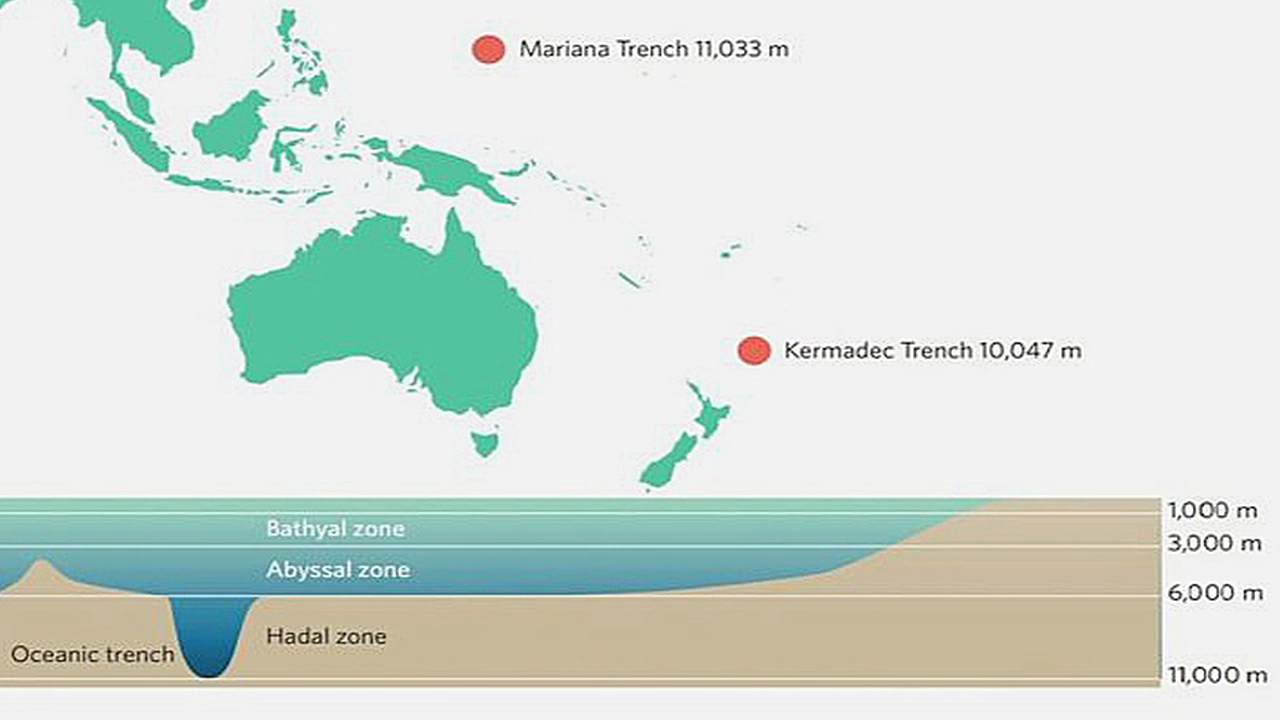 Mariana Trench 11,033 m
Kermadec Trench 10,047 m
1,000 m
Bathyal zone
3,000 m
Abyssal zone
6,000 m
Hadal zone
Oceanic trench
11,000 m